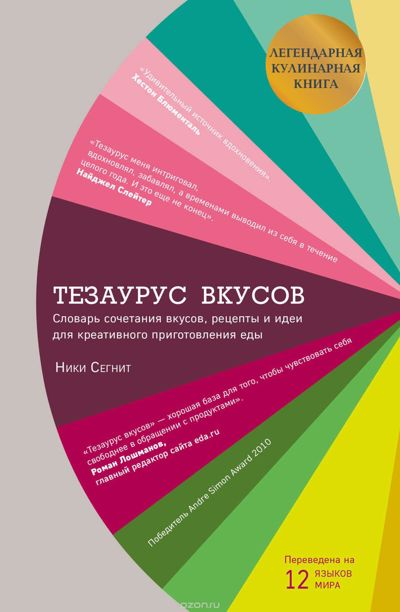 ЛЕГЕНДАРНАЯ
КУЛИНАРНАЯ
КНИГА
«Удивительный источник вдохновения»
Хестон Блюменталь
«Тезаурус меня интриговал,
вдохновлял, забавлял, а временами выводил из себя в течение
целого года. И это еще не конец».
Найджел Слейтер
ТЕЗАУРУС ВКУСОВ
Словарь сочетания вкусов, рецепты и идеи
для креативного приготовления еды
Ники Сегнит
«Тезаурус вкусов» — хорошая база для того, чтобы чувствовать себя
свободнее в обращении с продуктами».
Роман Лошманов,
главный редактор сайта eda.ru
Победитель Andre Simon Award 2010
Переведена на
12 ЯЗЫКОВ
МИРА
ozon.ru